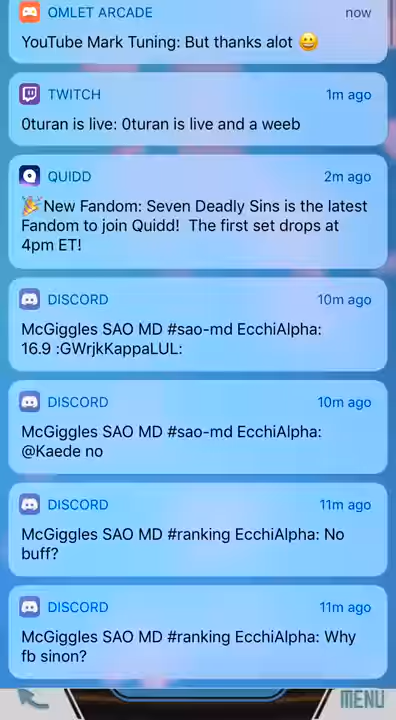 OMLET ARCADE now
YouTube Mark Tuning: But thanks alot 😀
TWITCH 1m ago
0turan is live: 0turan is live and a weeb
QUIDD 2m ago
🎉New Fandom: Seven Deadly Sins is the latest
Fandom to join Quidd!  The first set drops at
4pm ET!
DISCORD 10m ago
McGiggles SAO MD #sao-md EcchiAlpha:
16.9 :GWrjkKappaLUL:
DISCORD 10m ago
McGiggles SAO MD #sao-md EcchiAlpha:
@Kaede no
DISCORD 11m ago
McGiggles SAO MD #ranking EcchiAlpha: No
buff?
DISCORD 11m ago
McGiggles SAO MD #ranking EcchiAlpha: Why
fb sinon?
MENU